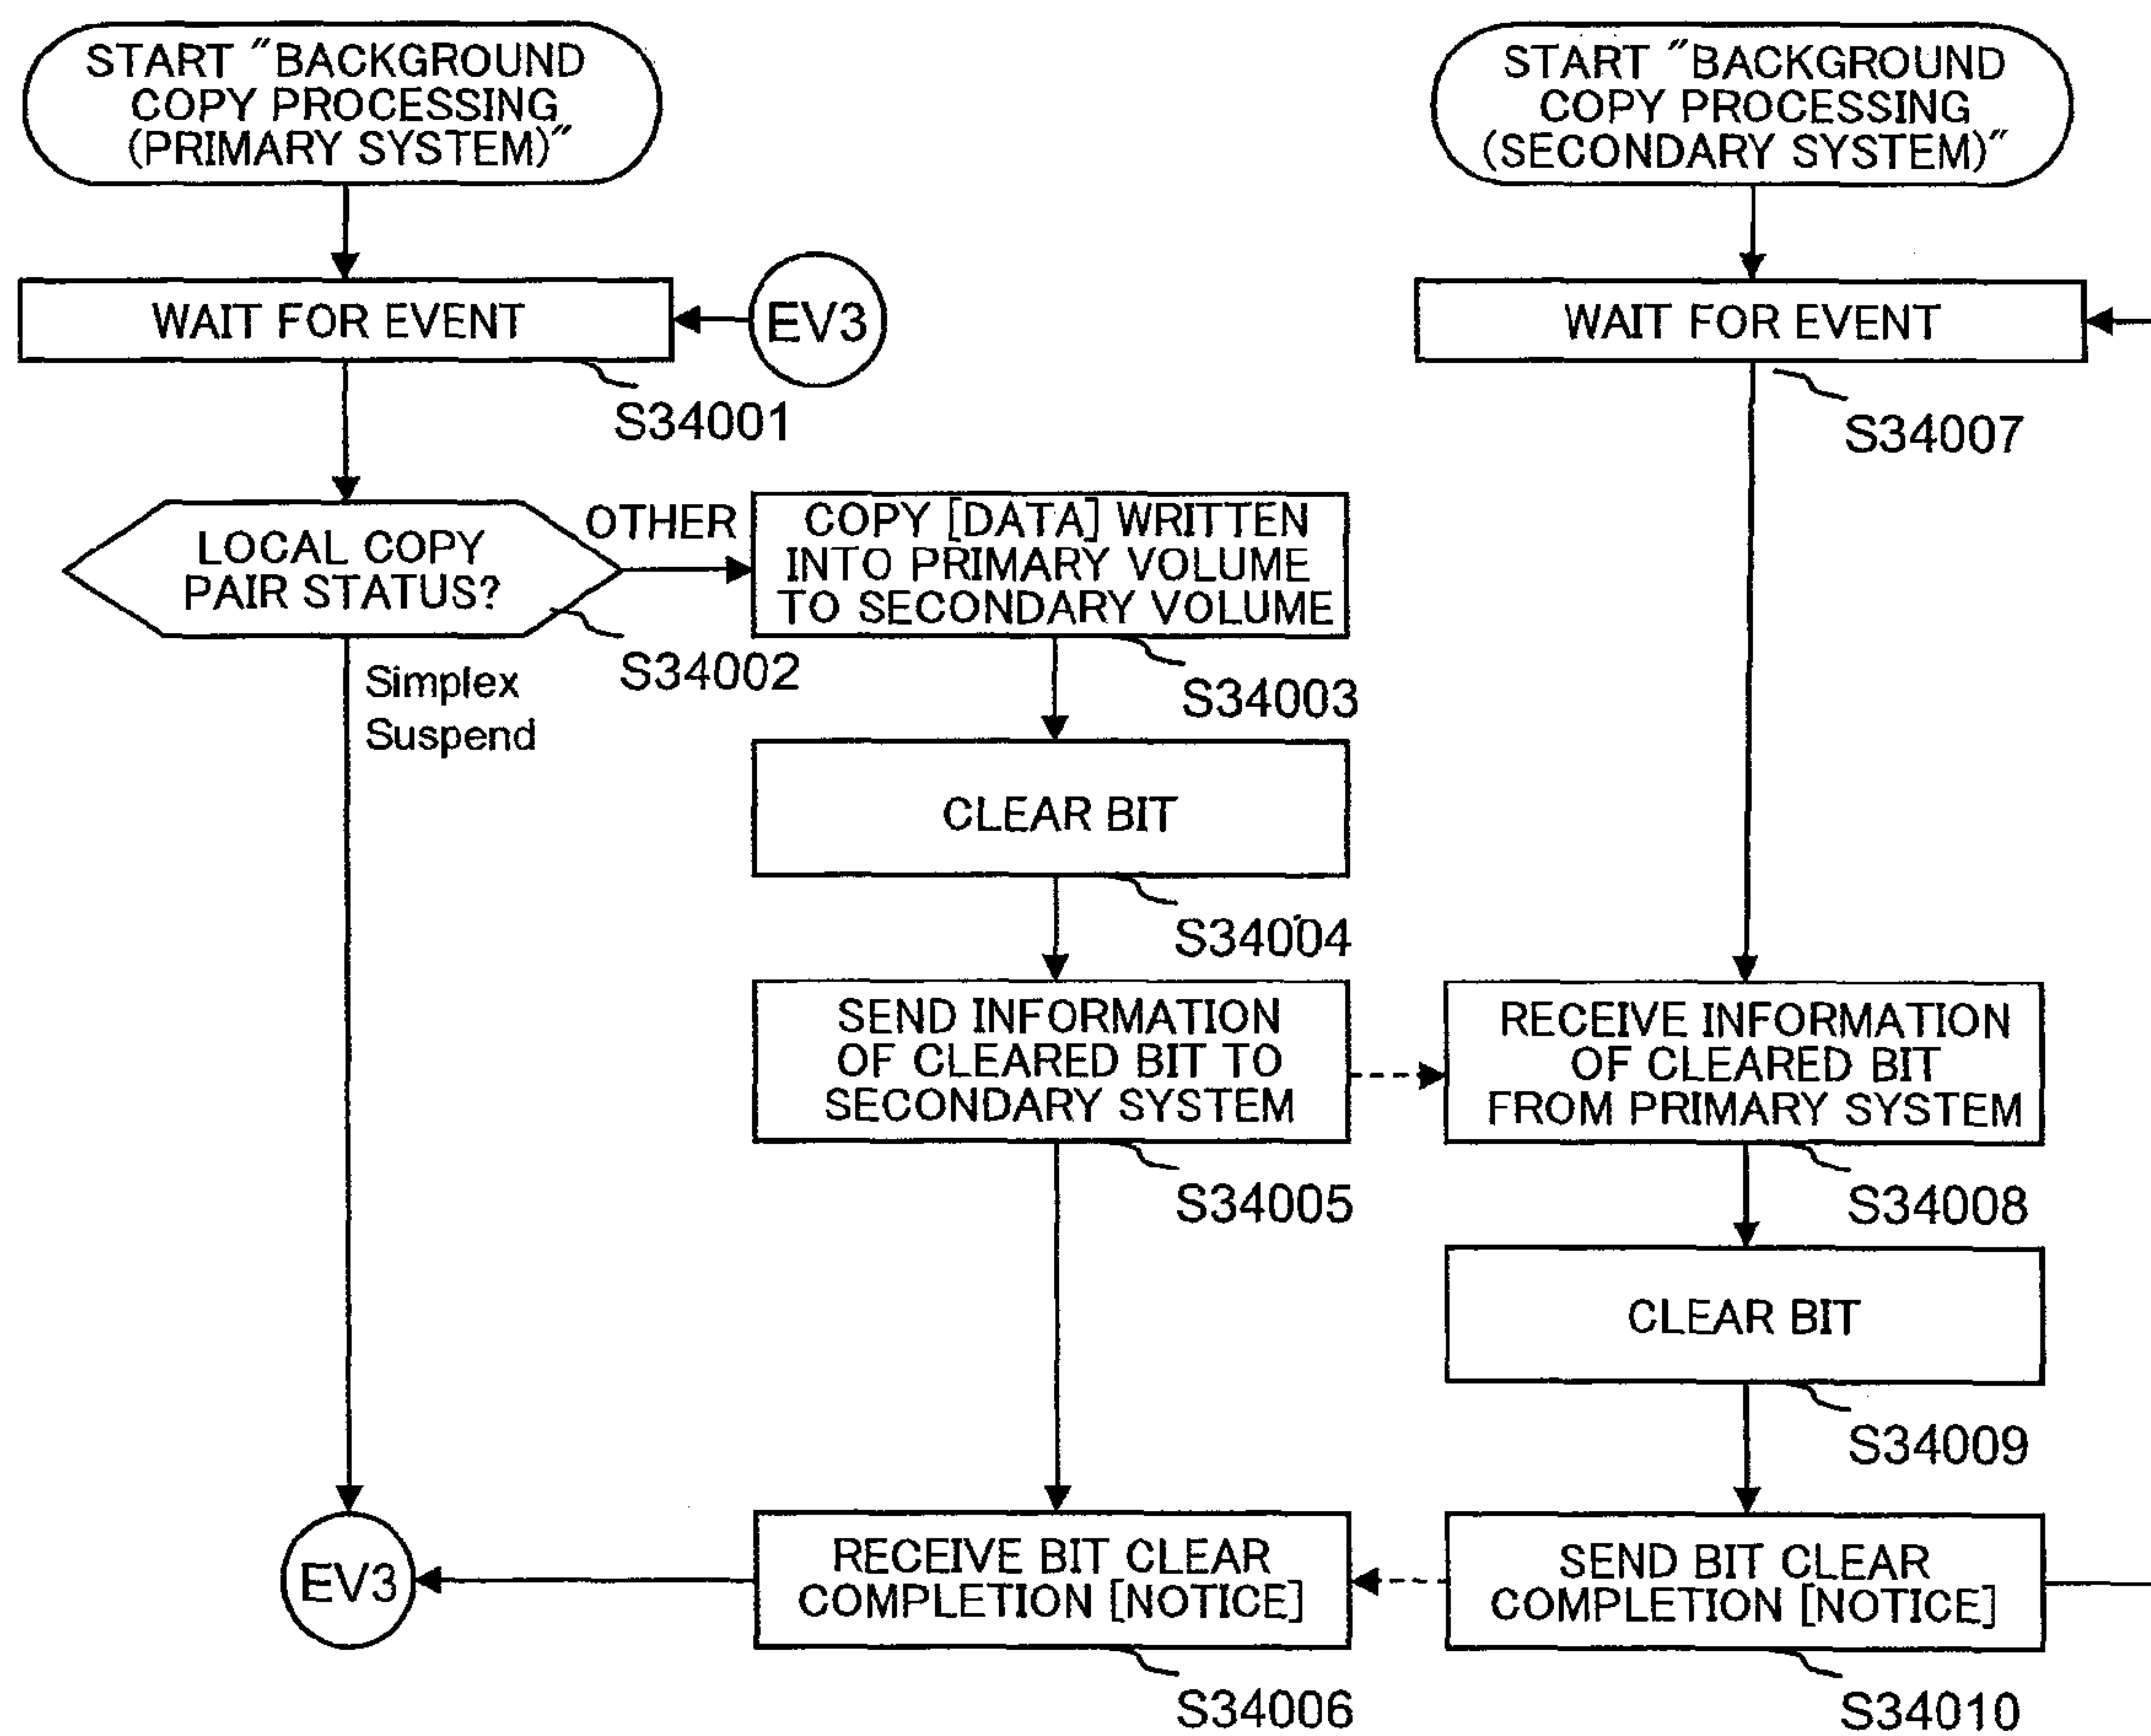 START "BACKGROUND
COPY PROCESSING
(PRIMARY SYSTEM)"
WAIT FOR EVENT
EV3
S34001
LOCAL COPY
PAIR STATUS?
S34002
OTHER
Simplex
Suspend
COPY [DATA] WRITTEN
INTO PRIMARY VOLUME
TO SECONDARY VOLUME
S34003
CLEAR BIT
S34004
SEND INFORMATION
OF CLEARED BIT TO
SECONDARY SYSTEM
S34005
RECEIVE BIT CLEAR
COMPLETION [NOTICE]
S34006
EV3
START "BACKGROUND
COPY PROCESSING
(SECONDARY SYSTEM)"
WAIT FOR EVENT
S34007
RECEIVE INFORMATION
OF CLEARED BIT
FROM PRIMARY SYSTEM
S34008
CLEAR BIT
S34009
SEND BIT CLEAR
COMPLETION [NOTICE]
S34010